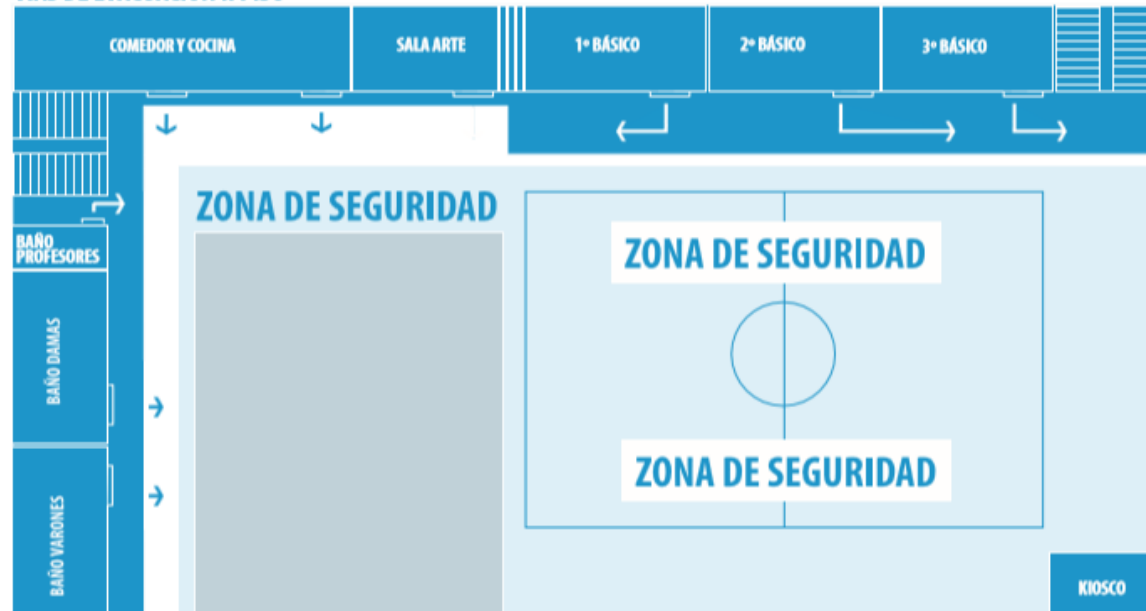 COMEDOR Y COCINA
SALA ARTE
1º BÁSICO
2º BÁSICO
3º BÁSICO
ZONA DE SEGURIDAD
ZONA DE SEGURIDAD
BAÑO
PROFESORES
BAÑO DAMAS
ZONA DE SEGURIDAD
BAÑO VARONES
KIOSCO